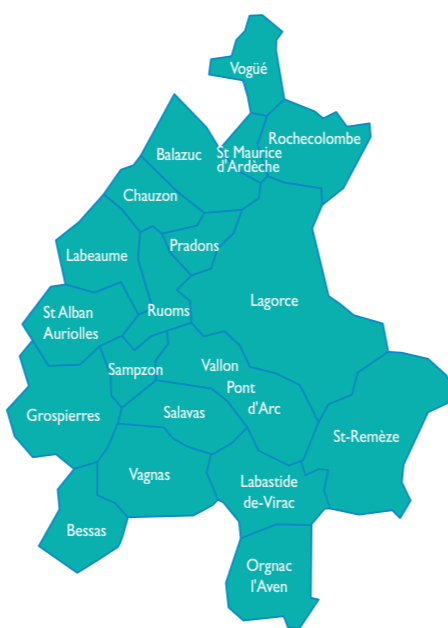 Vogüé
Rochecolombe
St Maurice
d'Ardèche
Balazuc
Chauzon
Pradons
Labeaume
Lagorce
Ruoms
St Alban
Auriolles
Sampzon
Vallon
Pont
d'Arc
Grospierres
Salavas
St-Remèze
Vagnas
Labastide
de-Virac
Bessas
Orgnac
l'Aven